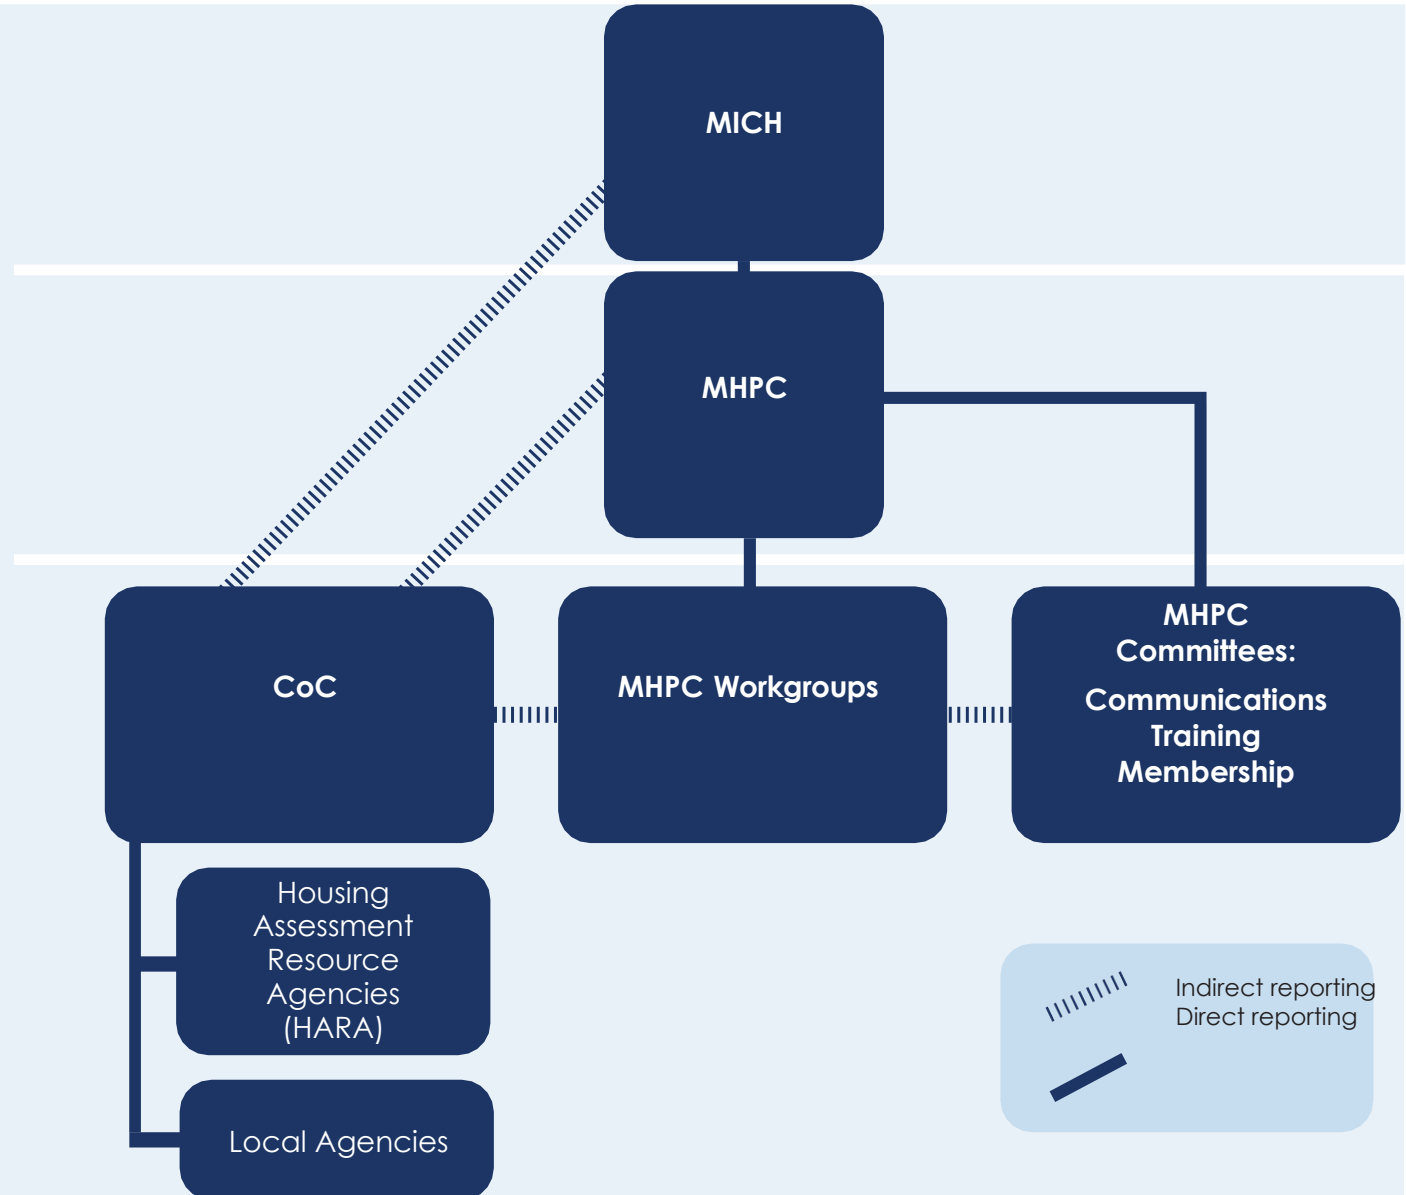 MICH
MHPC
CoC
MHPC Workgroups
MHPC
Committees:
Communications
Training
Membership
Housing
Assessment
Resource
Agencies
(HARA)
Local Agencies
Indirect reporting
Direct reporting